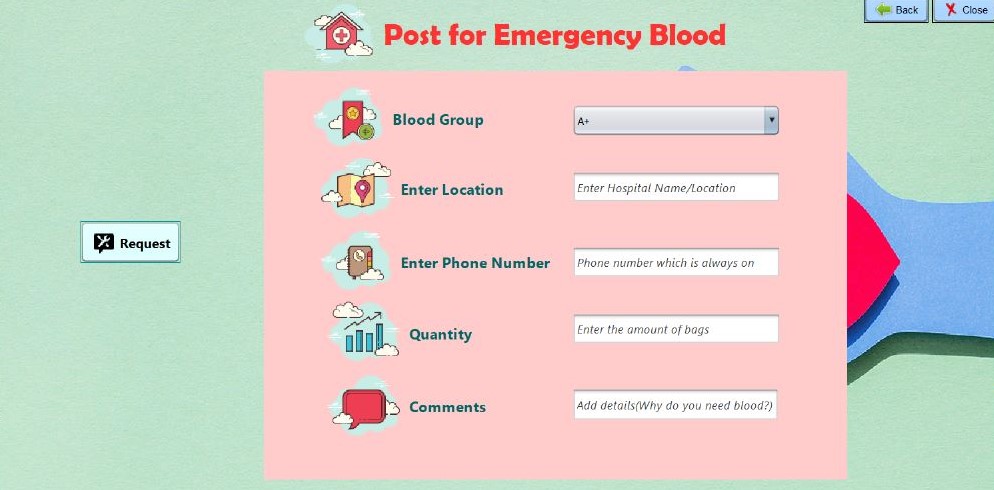 Back
Close
Post for Emergency Blood
Blood Group
A+
Enter Location
Enter Hospital Name/Location
Request
Enter Phone Number
Phone number which is always on
Quantity
Enter the amount of bags
Comments
Add details(Why do you need blood?)